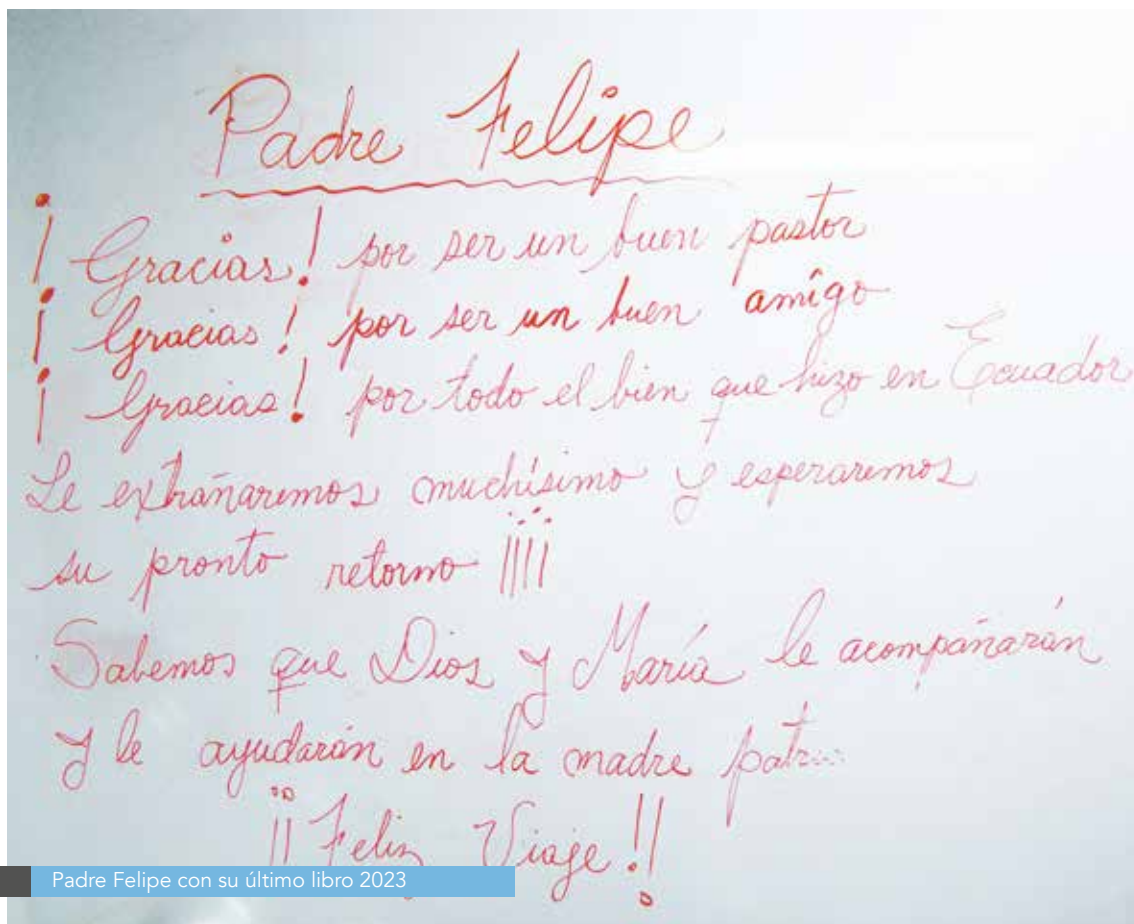 Padre Felipe
¡Gracias! por ser un buen pastor
¡Gracias! por ser un buen amigo
¡Gracias! por todo el bien que hizo en Ecuador
Le extrañaremos muchísimo y esperaremos
su pronto retorno ¡¡¡¡
Sabemos que Dios y María le acompañarán
y le ayudarán en la madre patr...
¡¡Feliz Viaje!!
Padre Felipe con su último libro 2023